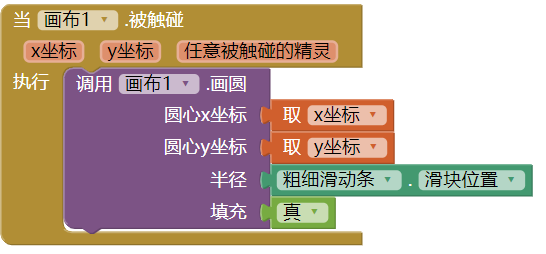 当 画布1 .被触碰
x坐标 y坐标 任意被触碰的精灵
执行 调用 画布1 .画圆
圆心x坐标 取 x坐标
圆心y坐标 取 y坐标
半径 粗细滑动条 . 滑块位置
填充 真